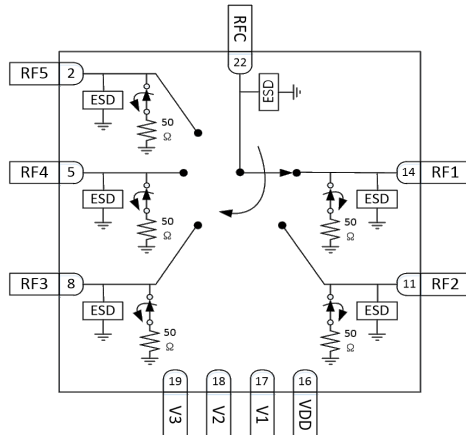 RFC
22
ESD
RF5 2
ESD
50
Ω
RF4 5
ESD
50
Ω
14 RF1
ESD
50
Ω
RF3 8
ESD
50
Ω
11 RF2
ESD
50
Ω
19 18 17 16
V3 V2 V1 VDD